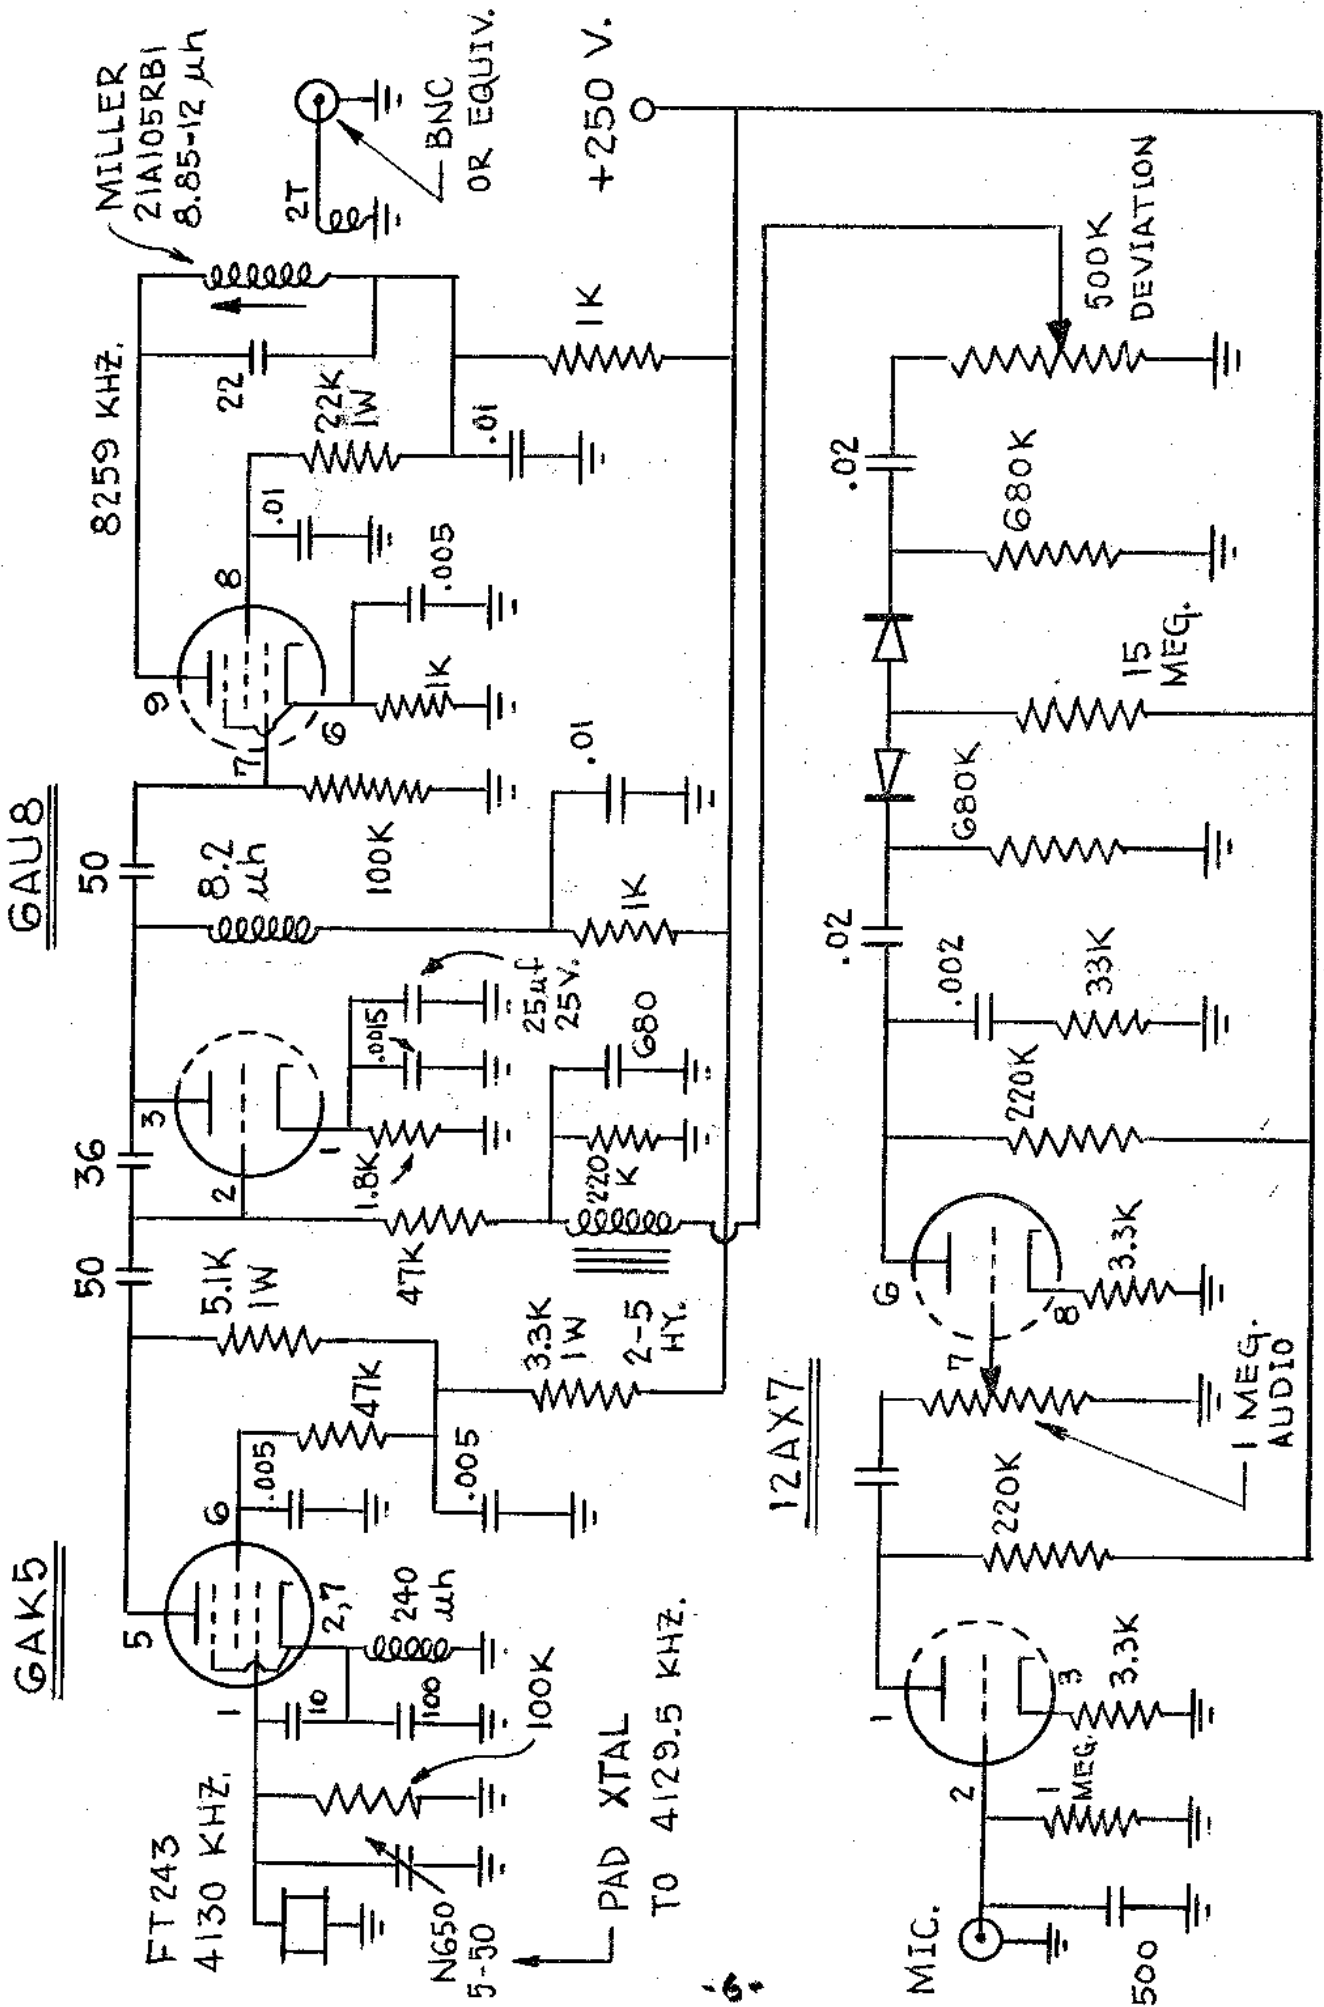 6AK5
6AU8
FT243
4130 KHZ.
1
5
6
2,7
10
100
240
µh
.005
47K
.005
5.1K
1W
3.3K
1W
100K
N650
5-50
PAD XTAL
TO 4129.5 KHZ.
50
36
50
2
3
1
47K
1.8K
.0015
25µf
25V.
220
K
680
2-5
HY.
8.2
µh
1K
.01
100K
7
9
8
6
1K
.005
.01
22K
1W
.01
22
1K
8259 KHZ.
MILLER
21A105RB1
8.85-12 µh
2T
BNC
OR EQUIV.
+250 V.
12AX7
MIC.
500
2
1
MEG.
1
3
3.3K
220K
1 MEG.
AUDIO
7
6
8
3.3K
220K
.002
33K
.02
680K
15
MEG.
680K
.02
500K
DEVIATION
-6-